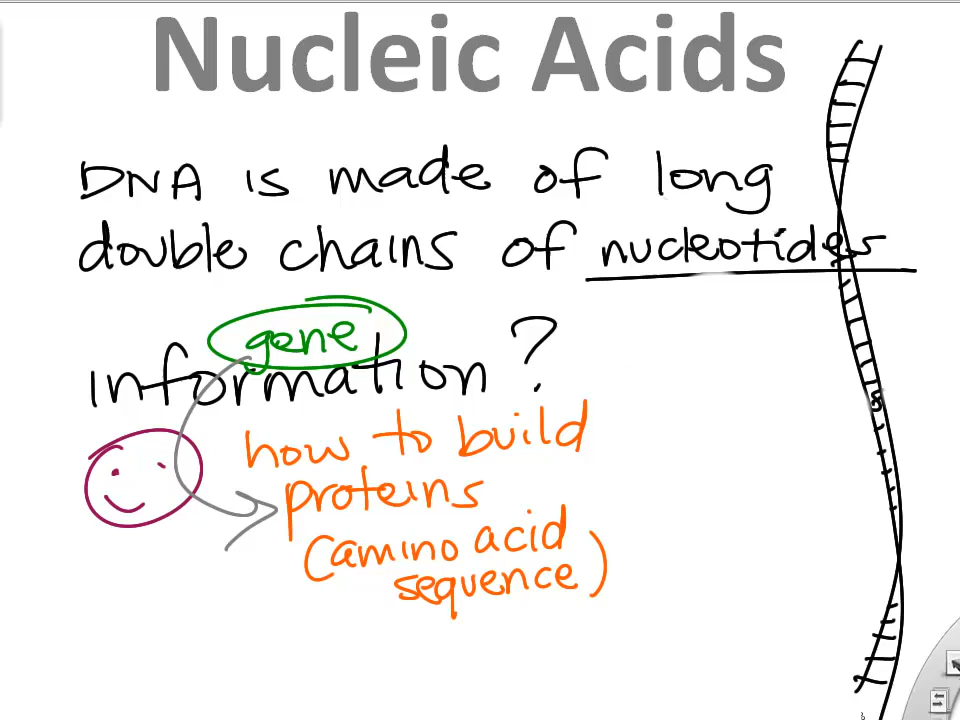 Nucleic Acids
DNA is made of long
double chains of nucleotides
gene
information?
how to build
proteins
(amino acid
sequence)